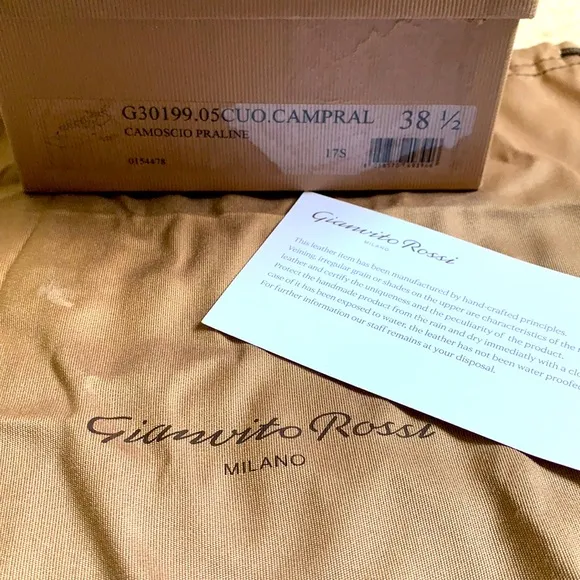 G30199.05CUO.CAMPRAL 38 ½
CAMOSCIO PRALINE
0154478 17S
Gianvito Rossi
MILANO
This leather item has been manufactured by hand-crafted principles.
Veining, irregular grain or shades on the upper are characteristics of the
leather and certify the uniqueness and the peculiarity of the product.
Protect the handmade product from the rain and dry immediatly with a
case of it has been exposed to water, the leather has not been water
For further information our staff remains at your disposal.
Gianvito Rossi
MILANO